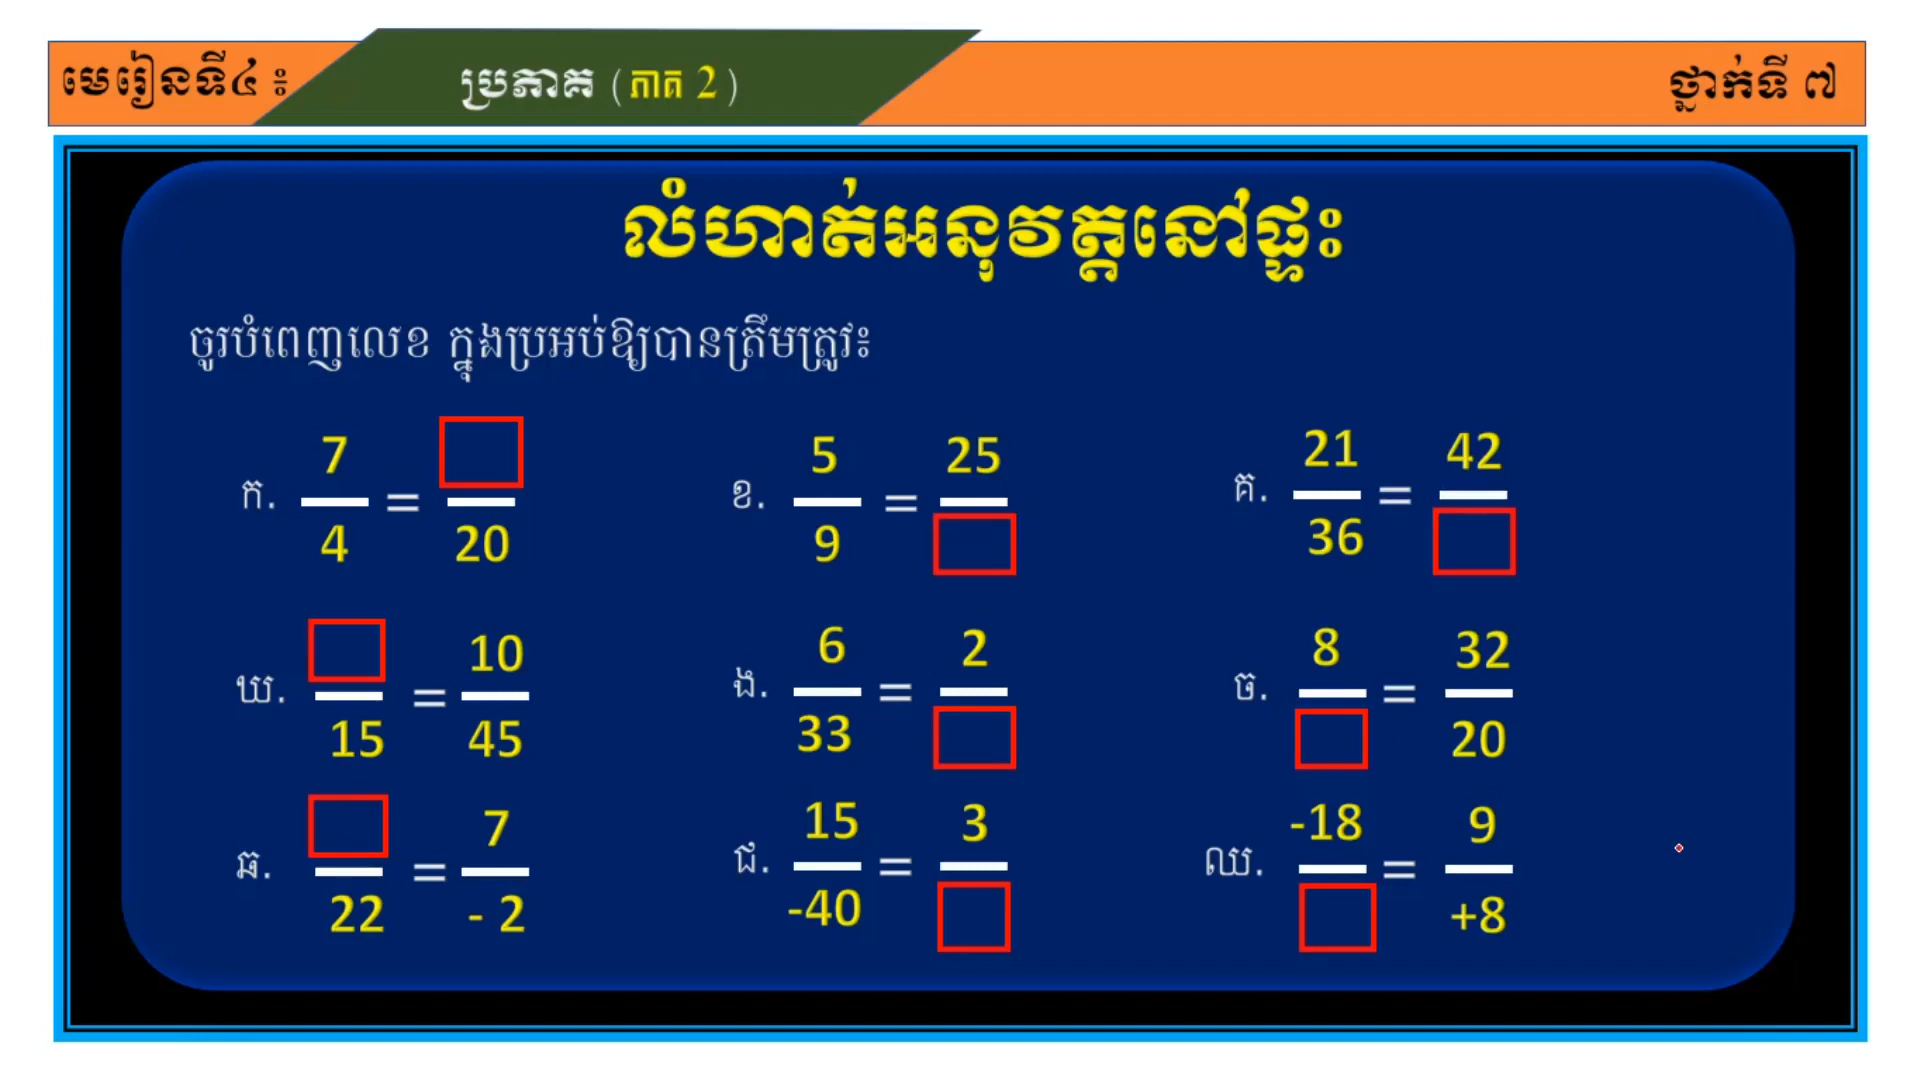 មេរៀនទី៤ ៖ ប្រភាគ (ភាគ 2) ថ្នាក់ទី ៧
លំហាត់អនុវត្តនៅផ្ទះ
ចូរបំពេញលេខ ក្នុងប្រអប់ឱ្យបានត្រឹមត្រូវ៖
ក. 7/4 = □/20 ខ. 5/9 = 25/□ គ. 21/36 = 42/□
ឃ. □/15 = 10/45 ង. 6/33 = 2/□ ច. 8/□ = 32/20
ឆ. □/22 = 7/- 2 ជ. 15/-40 = 3/□ ឈ. -18/□ = 9/+8